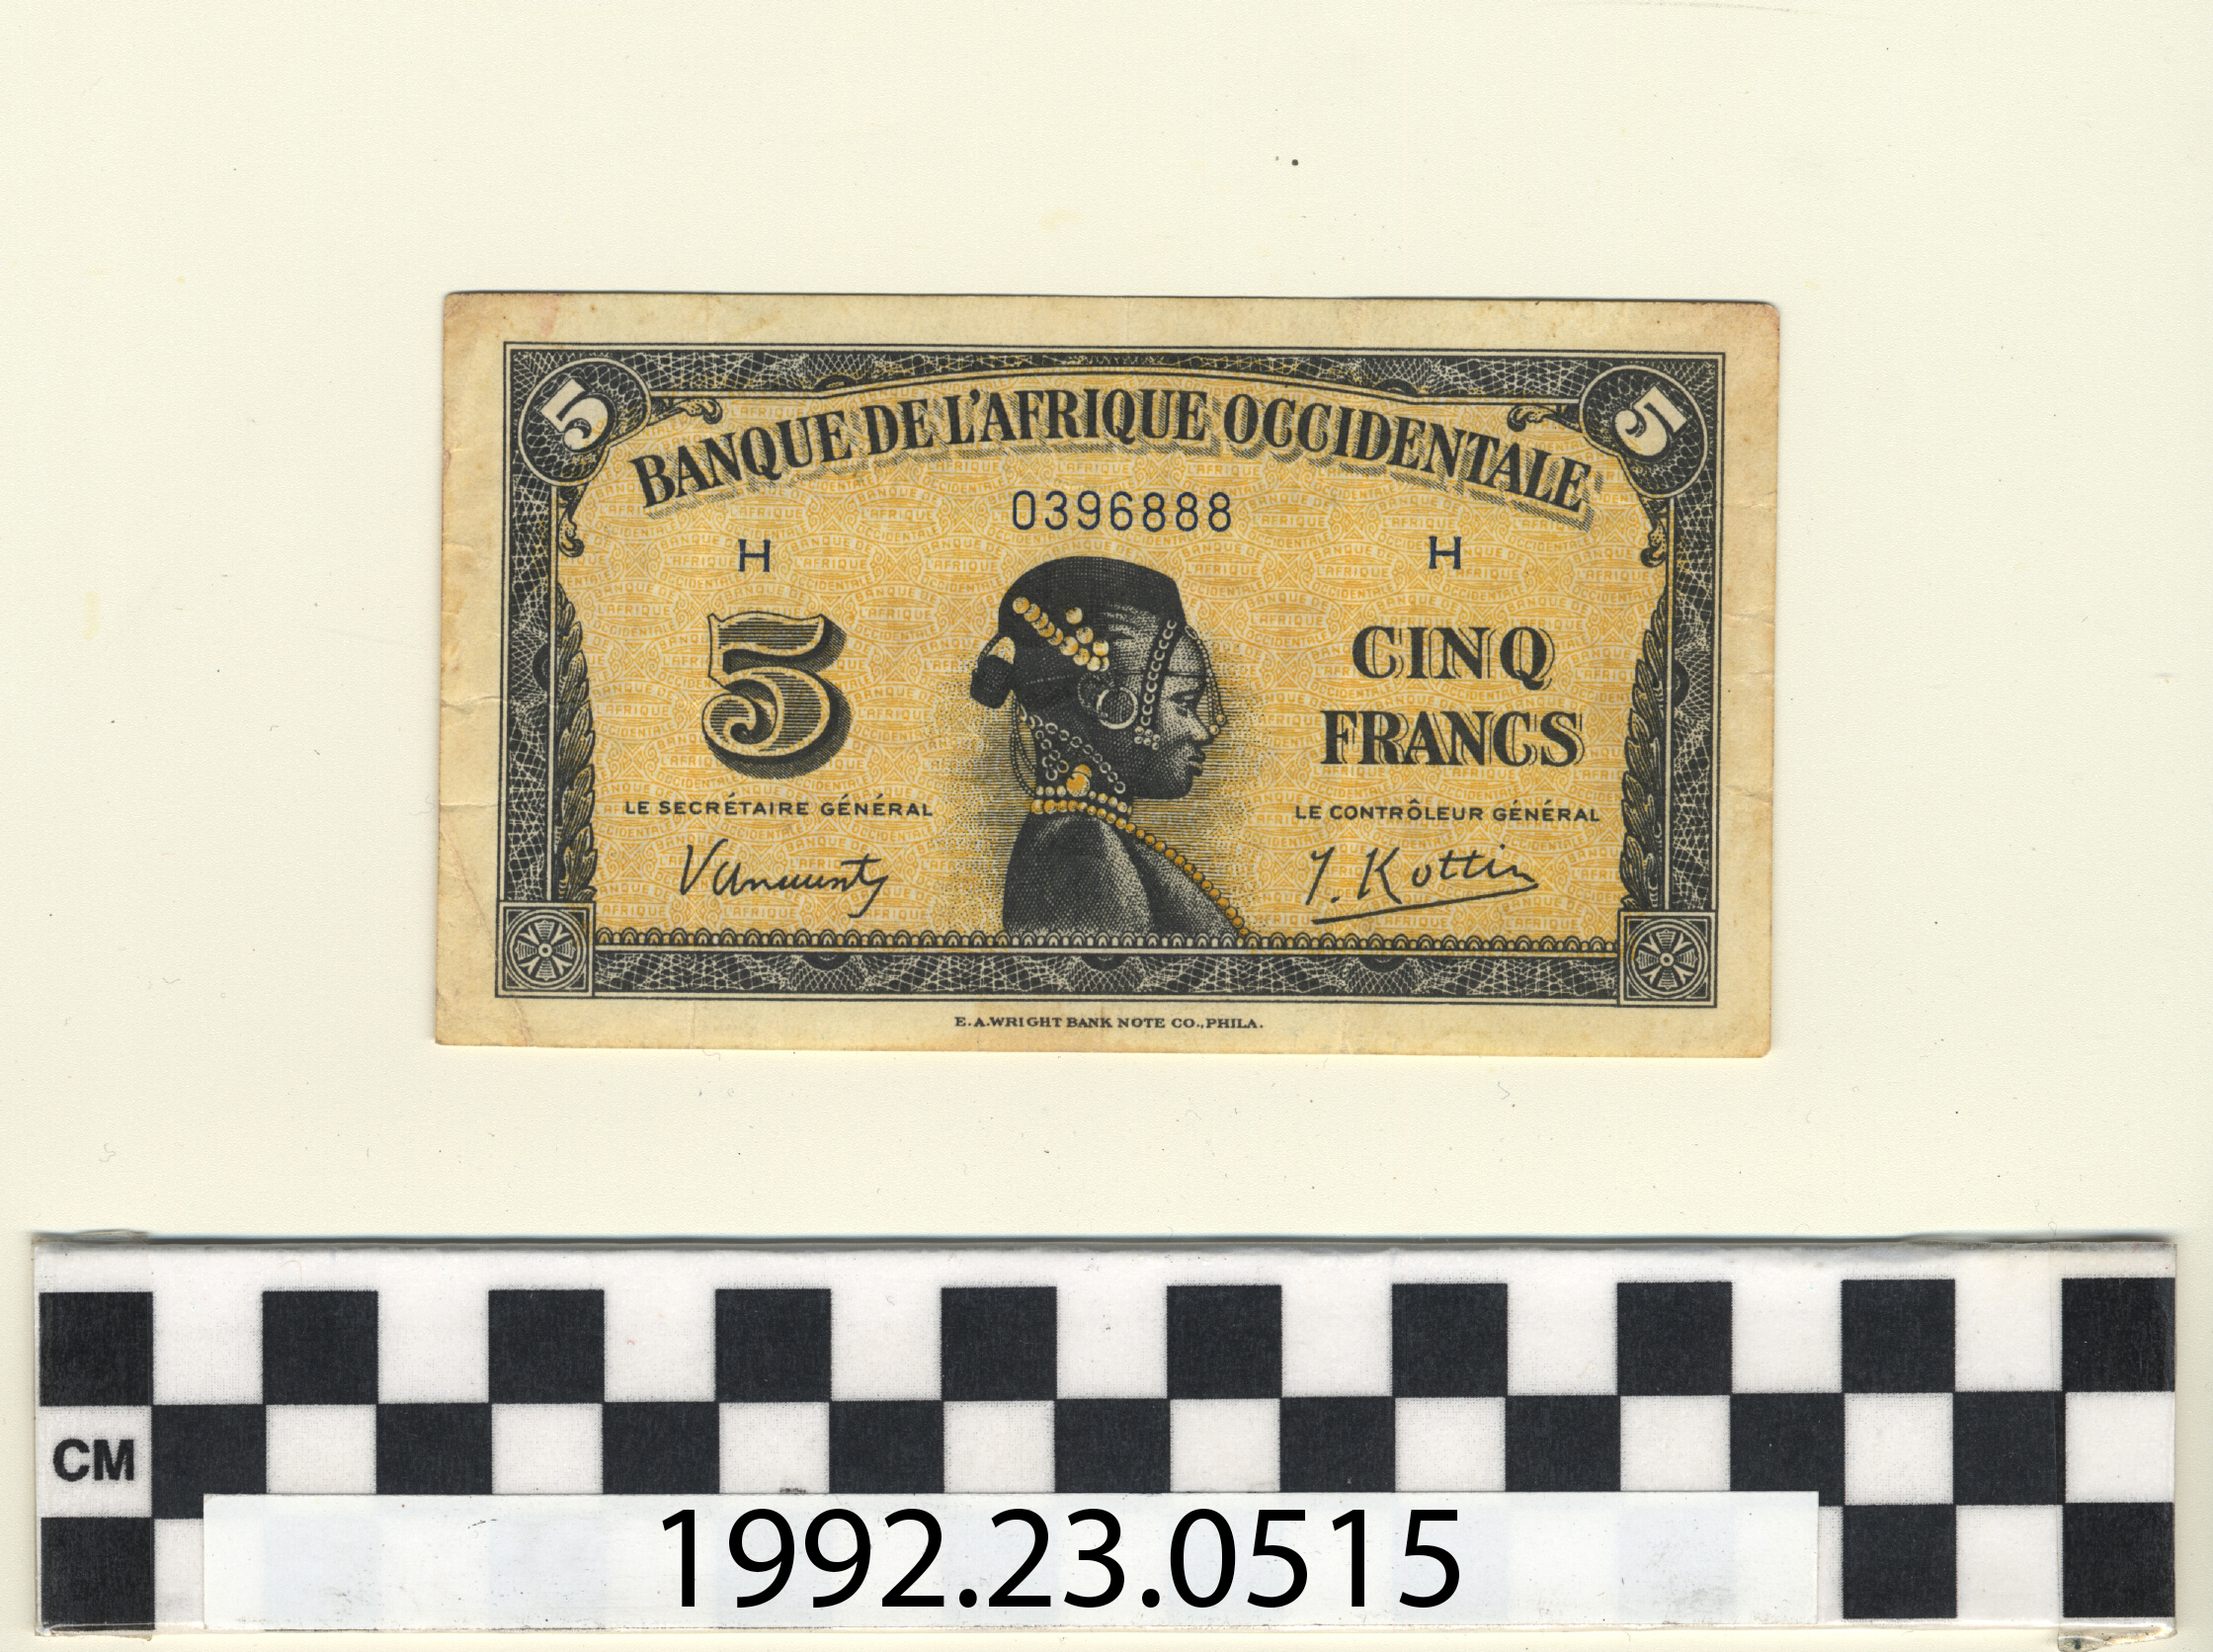 5 5
BANQUE DE L'AFRIQUE OCCIDENTALE
0396888
H H
5 CINQ
FRANCS
LE SECRÉTAIRE GÉNÉRAL LE CONTRÔLEUR GÉNÉRAL
E.A.WRIGHT BANK NOTE CO., PHILA.
CM
1992.23.0515